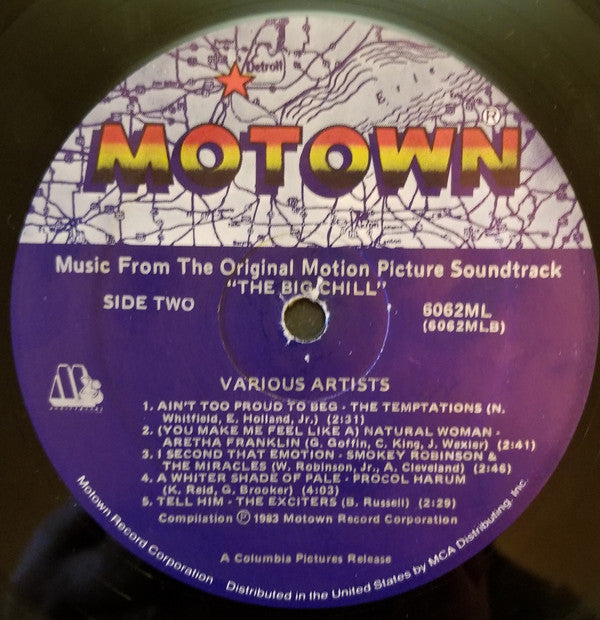 Detroit
Erie
MOTOWN®
Music From The Original Motion Picture Soundtrack
"THE BIG CHILL"
SIDE TWO
6062ML
(6062MLB)
VARIOUS ARTISTS
1. AIN'T TOO PROUD TO BEG - THE TEMPTATIONS (N.
Whitfield, E. Holland, Jr.) (2:31)
2. (YOU MAKE ME FEEL LIKE A) NATURAL WOMAN -
ARETHA FRANKLIN (G. Goffin, C. King, J. Wexler) (2:41)
3. I SECOND THAT EMOTION - SMOKEY ROBINSON &
THE MIRACLES (W. Robinson, Jr., A. Cleveland) (2:46)
4. A WHITER SHADE OF PALE - PROCOL HARUM
(K. Reid, G. Brooker) (4:03)
5. TELL HIM - THE EXCITERS (B. Russell) (2:29)
Compilation ℗ 1983 Motown Record Corporation
A Columbia Pictures Release
Motown Record Corporation
Distributed in the United States by MCA Distributing, Inc.